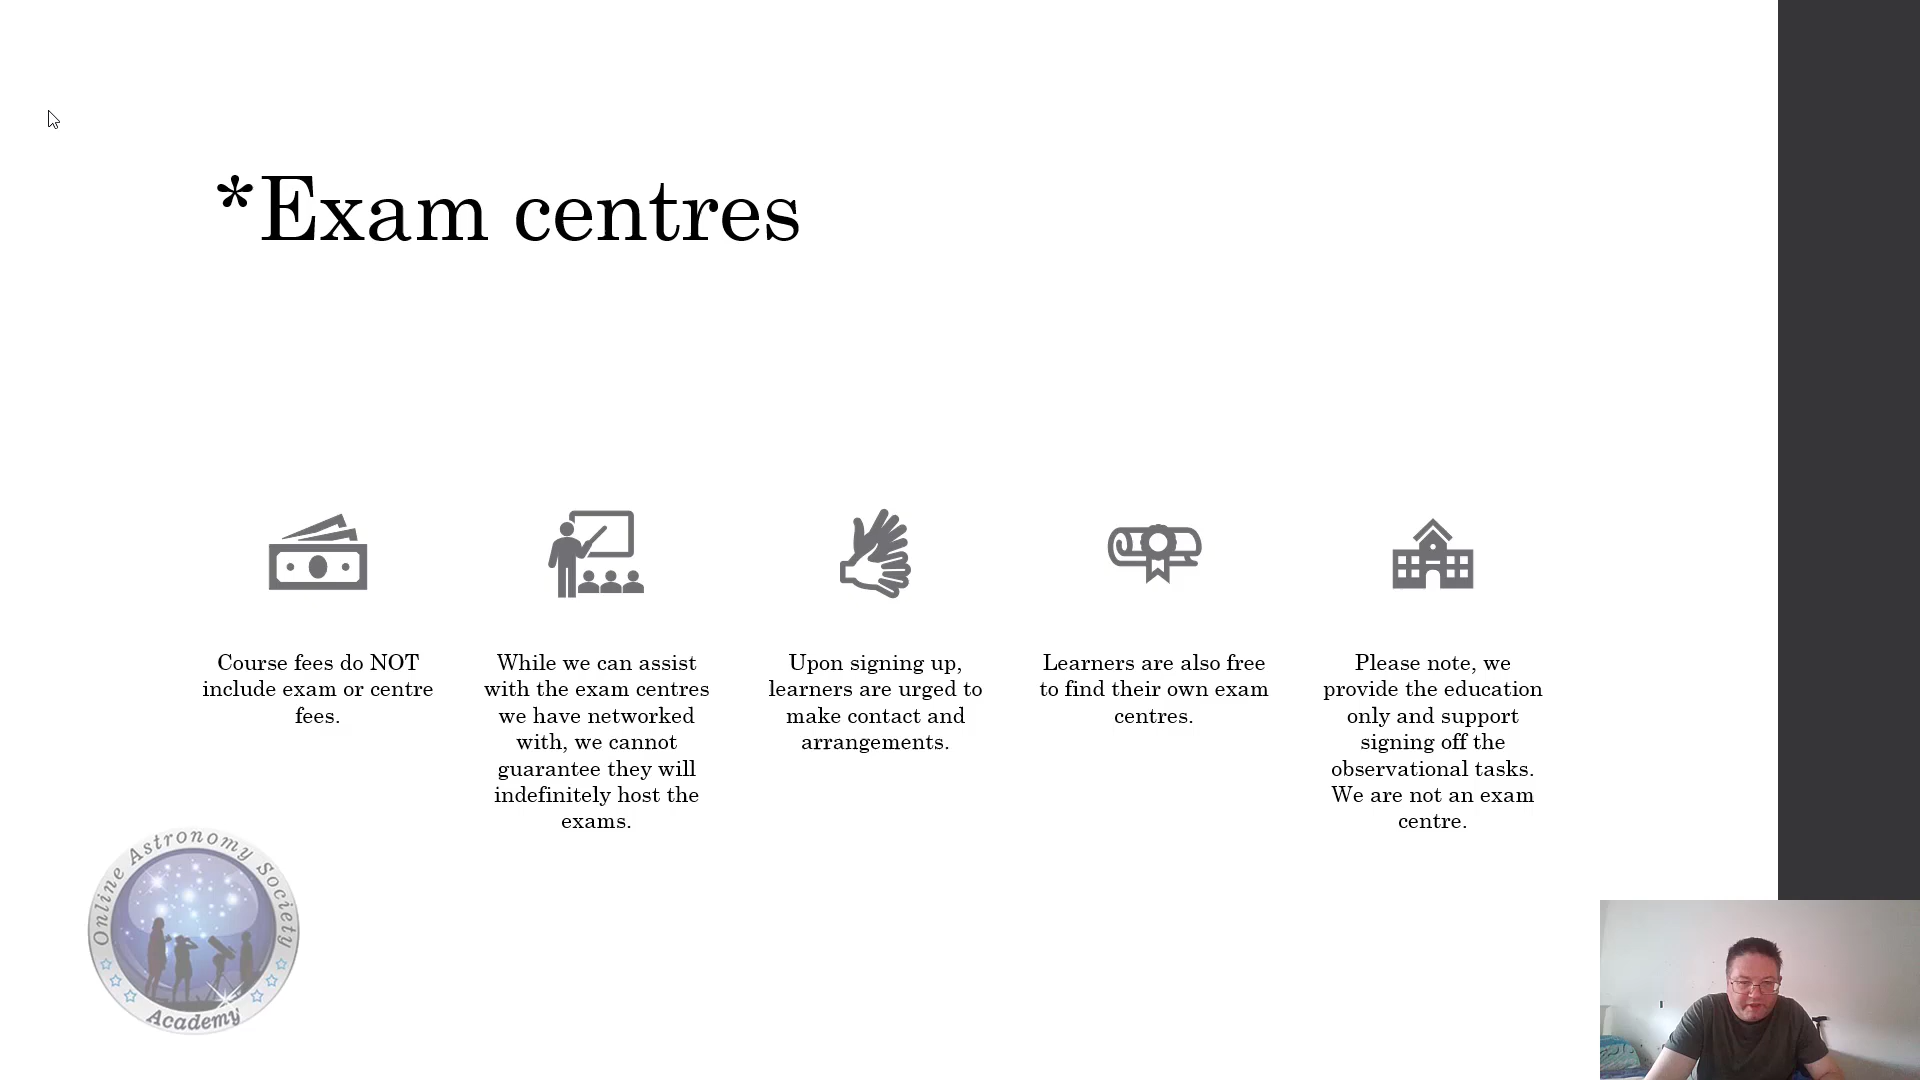 *Exam centres
Course fees do NOT
include exam or centre
fees.
While we can assist
with the exam centres
we have networked
with, we cannot
guarantee they will
indefinitely host the
exams.
Upon signing up,
learners are urged to
make contact and
arrangements.
Learners are also free
to find their own exam
centres.
Please note, we
provide the education
only and support
signing off the
observational tasks.
We are not an exam
centre.
Online Astronomy Society
Academy